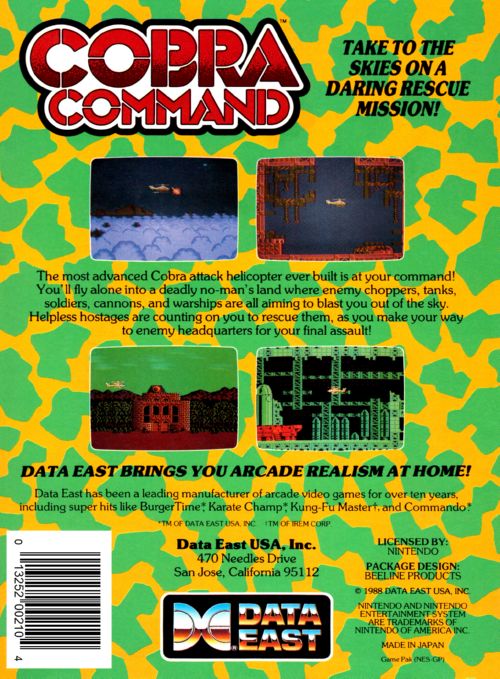 COBRA™
COMMAND
TAKE TO THE
SKIES ON A
DARING RESCUE
MISSION!
The most advanced Cobra attack helicopter ever built is at your command!
You'll fly alone into a deadly no-man's land where enemy choppers, tanks,
soldiers, cannons, and warships are all aiming to blast you out of the sky.
Helpless hostages are counting on you to rescue them, as you make your way
to enemy headquarters for your final assault!
DATA EAST BRINGS YOU ARCADE REALISM AT HOME!
Data East has been a leading manufacturer of arcade video games for over ten years,
including super hits like BurgerTime*, Karate Champ*, Kung-Fu Master†, and Commando*.
*TM OF DATA EAST USA, INC. †TM OF IREM CORP.
Data East USA, Inc.
470 Needles Drive
San Jose, California 95112
LICENSED BY:
NINTENDO
PACKAGE DESIGN:
BEELINE PRODUCTS
© 1988 DATA EAST USA, INC
NINTENDO AND NINTENDO
ENTERTAINMENT SYSTEM
ARE TRADEMARKS OF
NINTENDO OF AMERICA INC.
MADE IN JAPAN
Game Pak (NES-GP)
0 13252 00210 4
DATA
EAST
®